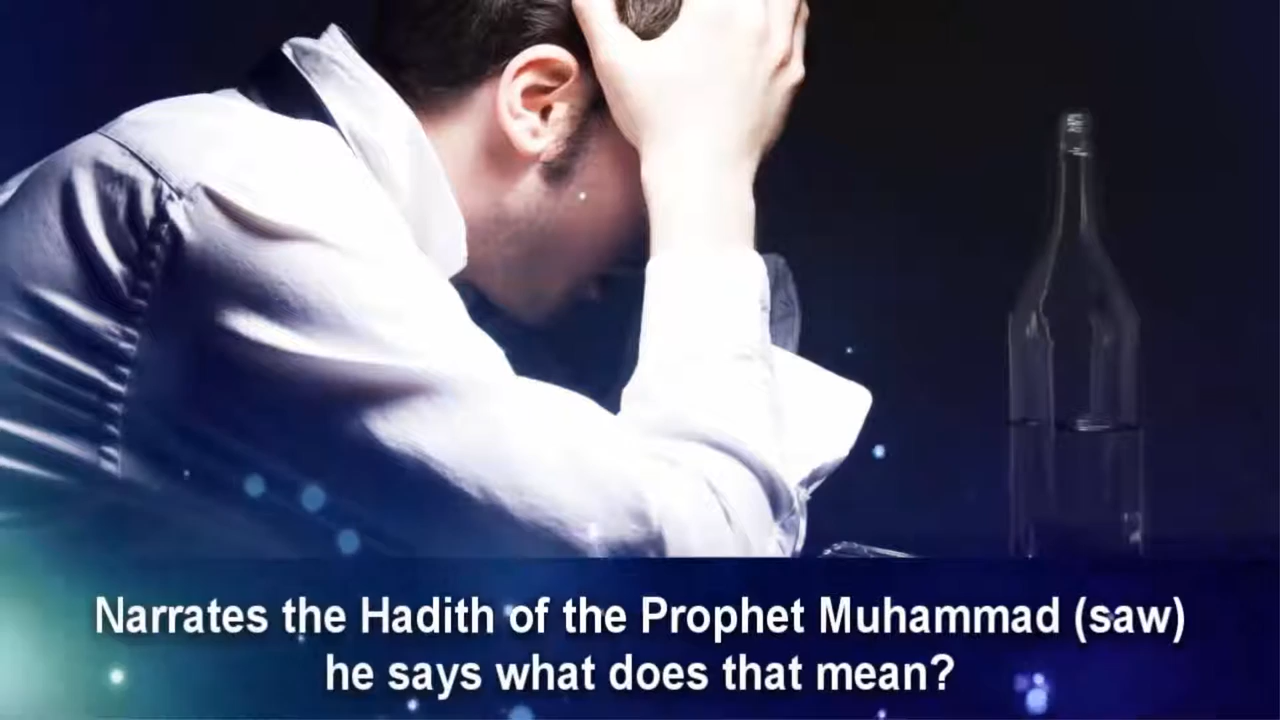 Narrates the Hadith of the Prophet Muhammad (saw)
he says what does that mean?